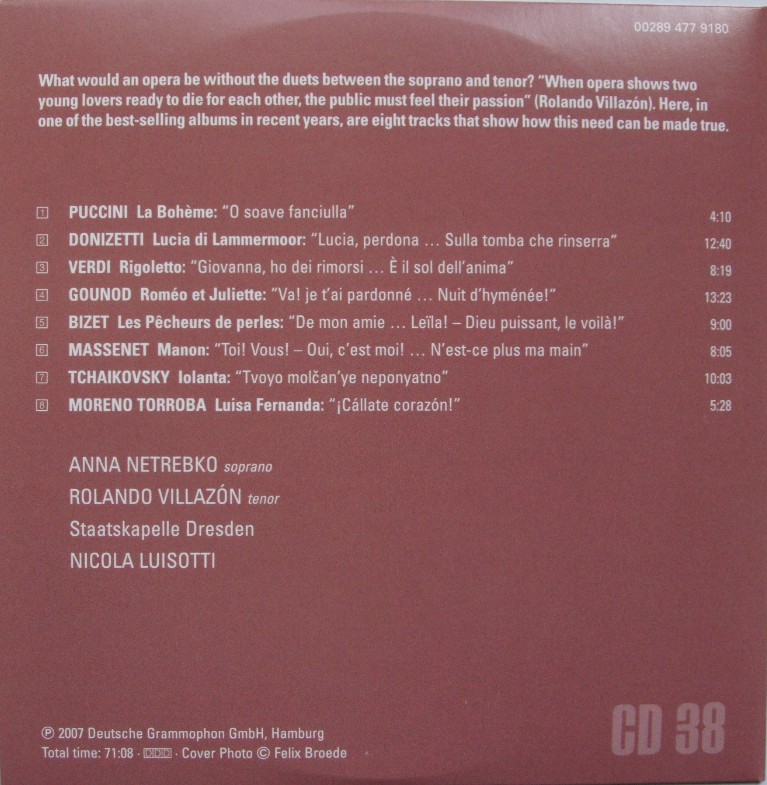 00289 477 9180
What would an opera be without the duets between the soprano and tenor? "When opera shows two
young lovers ready to die for each other, the public must feel their passion" (Rolando Villazón). Here, in
one of the best-selling albums in recent years, are eight tracks that show how this need can be made true.
1 PUCCINI La Bohème: "O soave fanciulla" 4:10
2 DONIZETTI Lucia di Lammermoor: "Lucia, perdona … Sulla tomba che rinserra" 12:40
3 VERDI Rigoletto: "Giovanna, ho dei rimorsi … È il sol dell'anima" 8:19
4 GOUNOD Roméo et Juliette: "Va! je t'ai pardonné … Nuit d'hyménée!" 13:23
5 BIZET Les Pêcheurs de perles: "De mon amie … Leïla! – Dieu puissant, le voilà!" 9:00
6 MASSENET Manon: "Toi! Vous! – Oui, c'est moi! … N'est-ce plus ma main" 8:05
7 TCHAIKOVSKY Iolanta: "Tvoyo molčan'ye neponyatno" 10:03
8 MORENO TORROBA Luisa Fernanda: "¡Cállate corazón!" 5:28
ANNA NETREBKO soprano
ROLANDO VILLAZÓN tenor
Staatskapelle Dresden
NICOLA LUISOTTI
℗ 2007 Deutsche Grammophon GmbH, Hamburg
Total time: 71:08 · DDD · Cover Photo © Felix Broede
CD 38